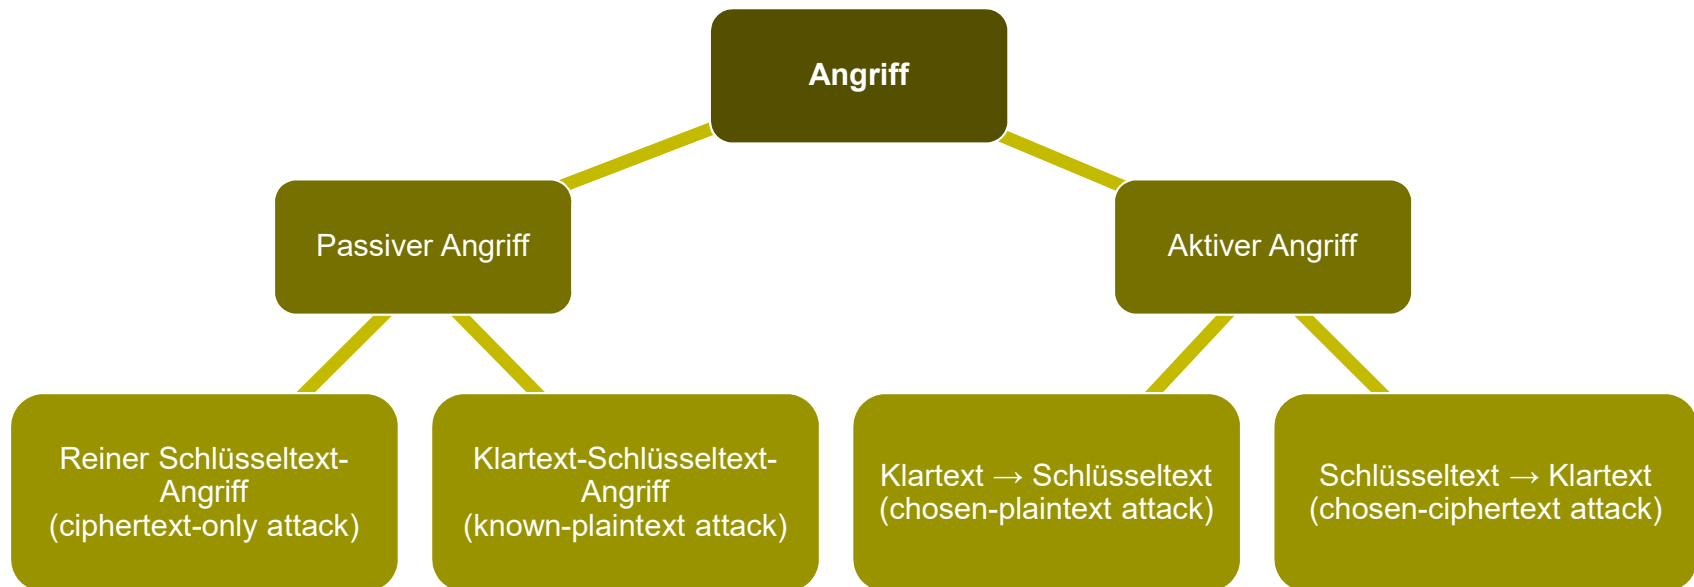 Angriff
Passiver Angriff
Aktiver Angriff
Reiner Schlüsseltext-
Angriff
(ciphertext-only attack)
Klartext-Schlüsseltext-
Angriff
(known-plaintext attack)
Klartext → Schlüsseltext
(chosen-plaintext attack)
Schlüsseltext → Klartext
(chosen-ciphertext attack)